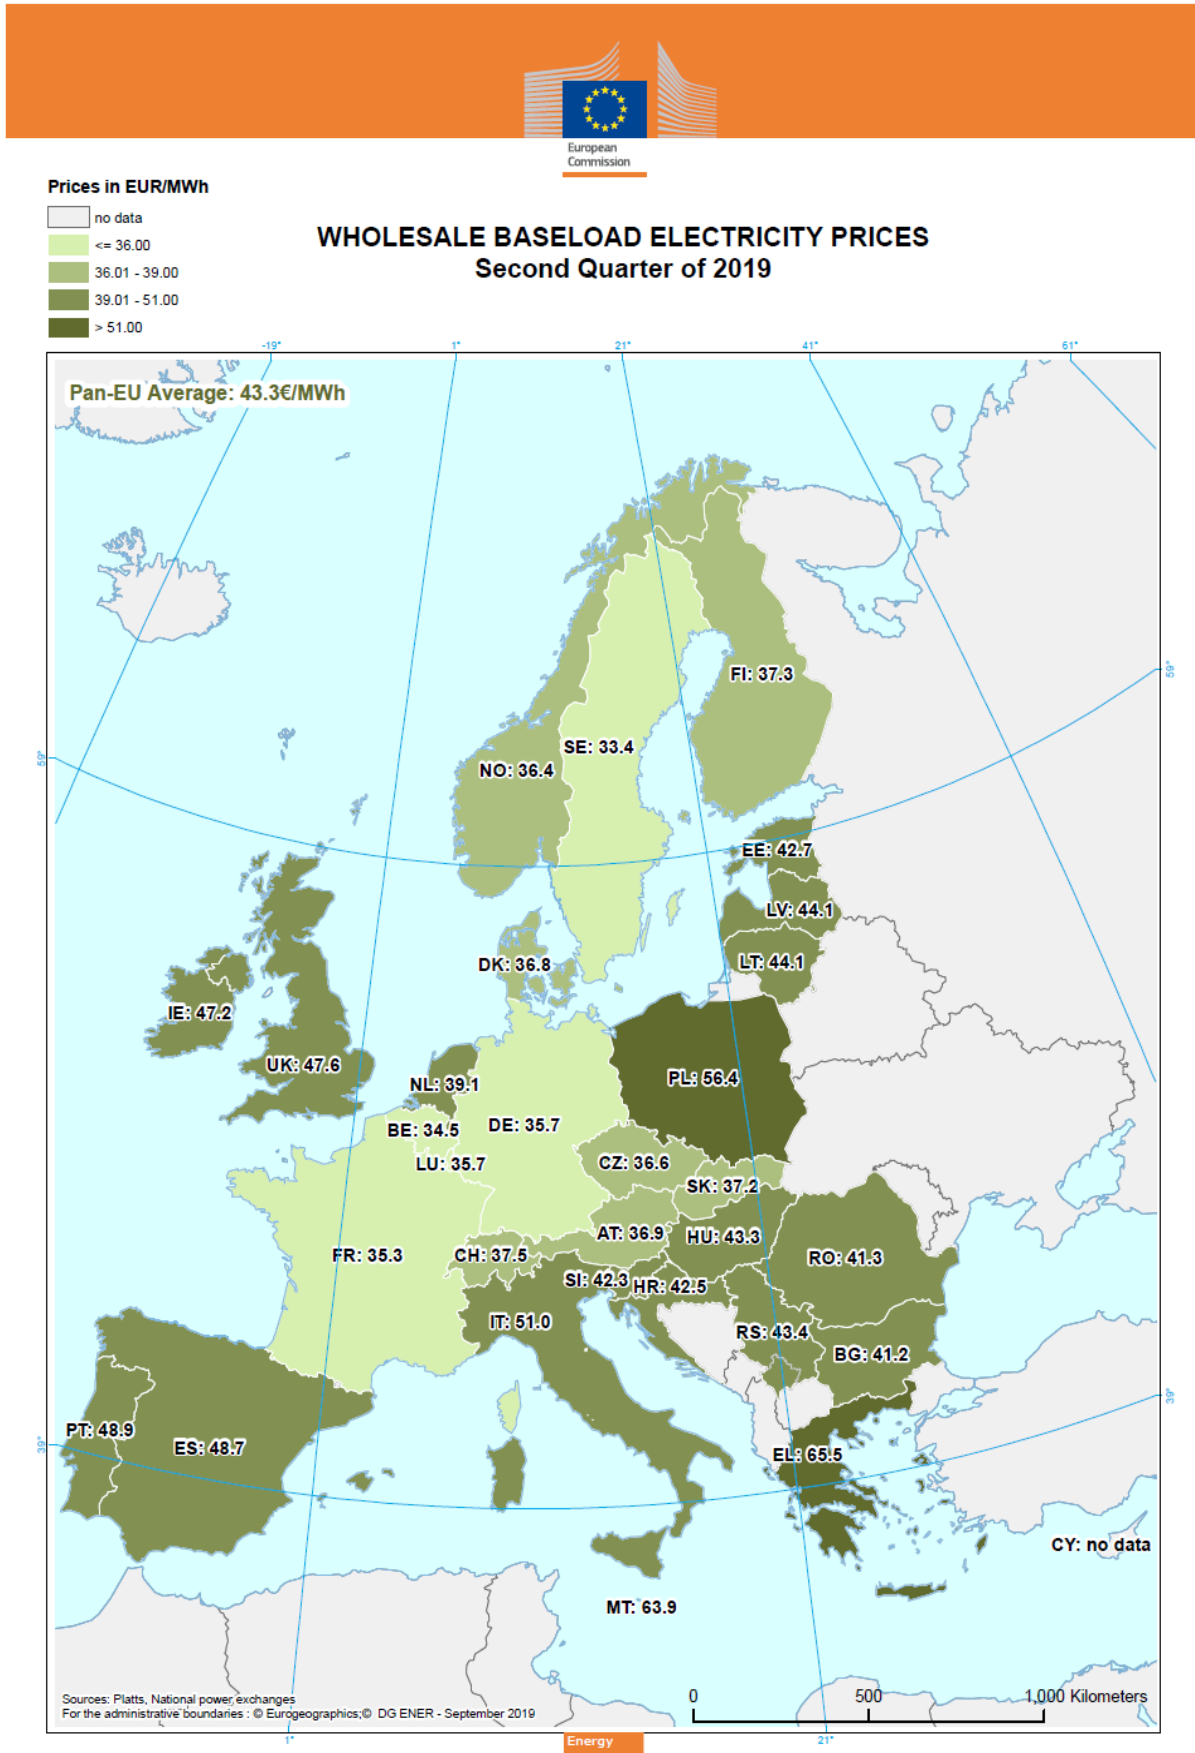 European
Commission
Prices in EUR/MWh
no data
<= 36.00
36.01 - 39.00
39.01 - 51.00
> 51.00
WHOLESALE BASELOAD ELECTRICITY PRICES
Second Quarter of 2019
-19°
1°
21°
41°
61°
Pan-EU Average: 43.3€/MWh
FI: 37.3
59°
SE: 33.4
59°
NO: 36.4
EE: 42.7
LV: 44.1
DK: 36.8
LT: 44.1
IE: 47.2
UK: 47.6
PL: 56.4
NL: 39.1
DE: 35.7
BE: 34.5
LU: 35.7
CZ: 36.6
SK: 37.2
AT: 36.9
HU: 43.3
FR: 35.3
CH: 37.5
RO: 41.3
SI: 42.3
HR: 42.5
IT: 51.0
RS: 43.4
BG: 41.2
39°
PT: 48.9
39°
ES: 48.7
EL: 65.5
CY: no data
MT: 63.9
0
500
1,000 Kilometers
Sources: Platts, National power exchanges
For the administrative boundaries : © Eurogeographics;© DG ENER - September 2019
1°
21°
Energy